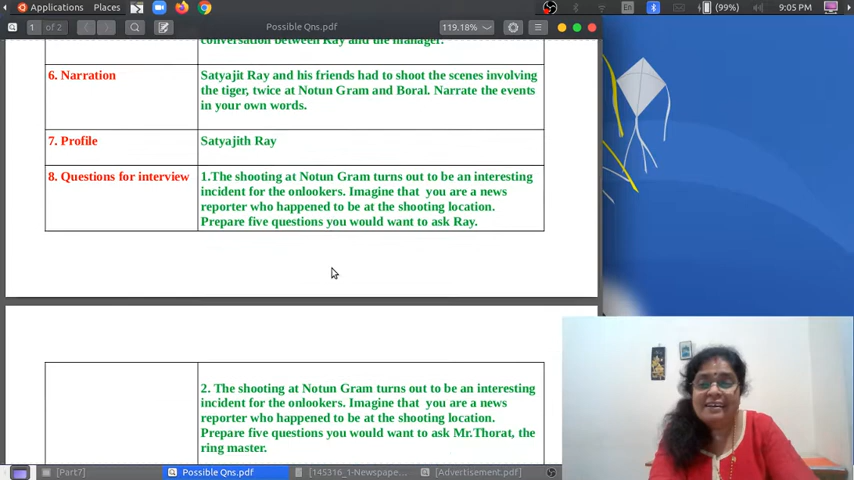 Applications Places En (99%) 9:05 PM
1 of 2 Possible Qns.pdf 119.18%
conversation between Ray and the manager.
6. Narration Satyajit Ray and his friends had to shoot the scenes involving
the tiger, twice at Notun Gram and Boral. Narrate the events
in your own words.
7. Profile Satyajith Ray
8. Questions for interview 1.The shooting at Notun Gram turns out to be an interesting
incident for the onlookers. Imagine that you are a news
reporter who happened to be at the shooting location.
Prepare five questions you would want to ask Ray.
2. The shooting at Notun Gram turns out to be an interesting
incident for the onlookers. Imagine that you are a news
reporter who happened to be at the shooting location.
Prepare five questions you would want to ask Mr.Thorat, the
ring master.
[Part7] Possible Qns.pdf [145316_1-Newspape... [Advertisement.pdf]